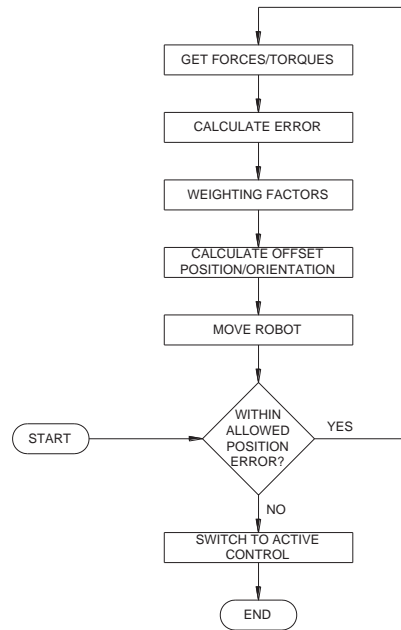 GET FORCES/TORQUES
CALCULATE ERROR
WEIGHTING FACTORS
CALCULATE OFFSET
POSITION/ORIENTATION
MOVE ROBOT
START
WITHIN
ALLOWED
POSITION
ERROR?
YES
NO
SWITCH TO ACTIVE
CONTROL
END